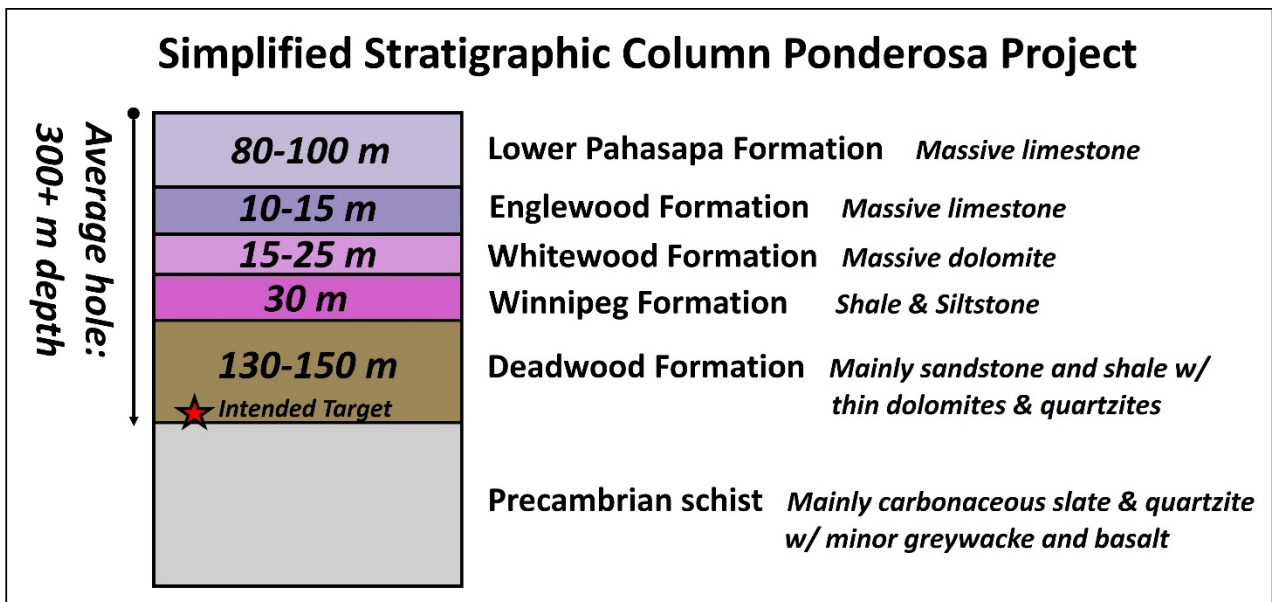 Simplified Stratigraphic Column Ponderosa Project
Average hole:
300+ m depth
80-100 m
Lower Pahasapa Formation Massive limestone
10-15 m
Englewood Formation Massive limestone
15-25 m
Whitewood Formation Massive dolomite
30 m
Winnipeg Formation Shale & Siltstone
130-150 m
Deadwood Formation Mainly sandstone and shale w/
thin dolomites & quartzites
Intended Target
Precambrian schist Mainly carbonaceous slate & quartzite
w/ minor greywacke and basalt